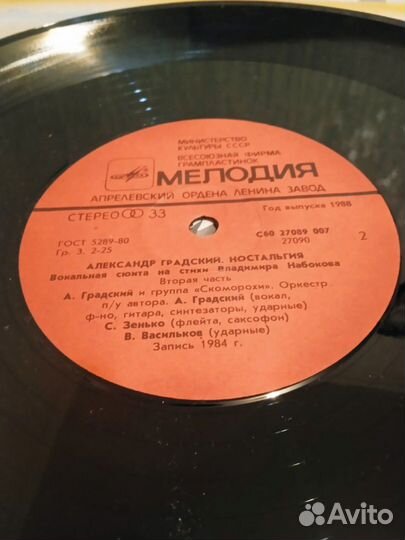 МИНИСТЕРСТВО
КУЛЬТУРЫ СССР
ВСЕСОЮЗНАЯ ФИРМА
ГРАМПЛАСТИНОК
МЕЛОДИЯ
АПРЕЛЕВСКИЙ ОРДЕНА ЛЕНИНА ЗАВОД
СТЕРЕО 33
Год выпуска 1988
ГОСТ 5289-80
С60 27089 007
Гр. 3. 2-25
27090
2
АЛЕКСАНДР ГРАДСКИЙ. НОСТАЛЬГИЯ
Вокальная сюита на стихи Владимира Набокова
Вторая часть
А. Градский и группа «Скоморохи». Оркестр
п/у автора. А. Градский (вокал,
ф-но, гитара, синтезаторы, ударные)
С. Зенько (флейта, саксофон)
В. Васильков (ударные)
Запись 1984 г.
Avito